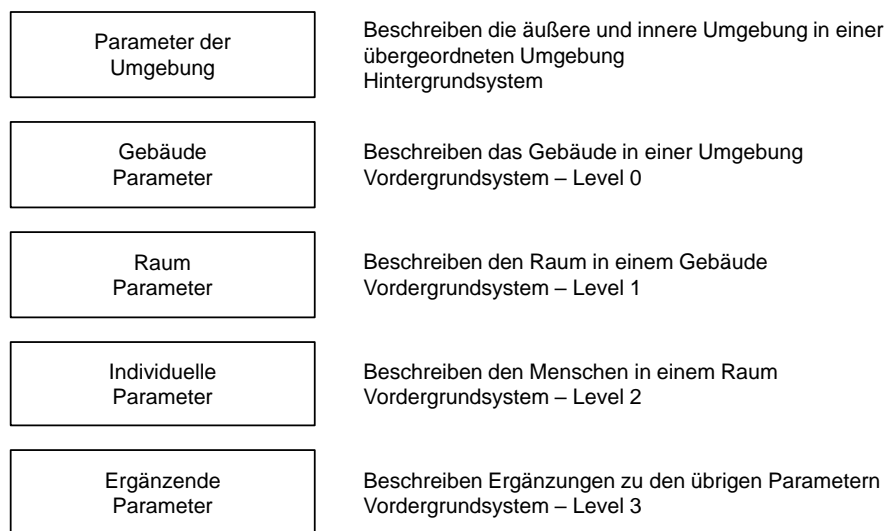 Parameter der
Umgebung
Beschreiben die äußere und innere Umgebung in einer
übergeordneten Umgebung
Hintergrundsystem
Gebäude
Parameter
Beschreiben das Gebäude in einer Umgebung
Vordergrundsystem – Level 0
Raum
Parameter
Beschreiben den Raum in einem Gebäude
Vordergrundsystem – Level 1
Individuelle
Parameter
Beschreiben den Menschen in einem Raum
Vordergrundsystem – Level 2
Ergänzende
Parameter
Beschreiben Ergänzungen zu den übrigen Parametern
Vordergrundsystem – Level 3